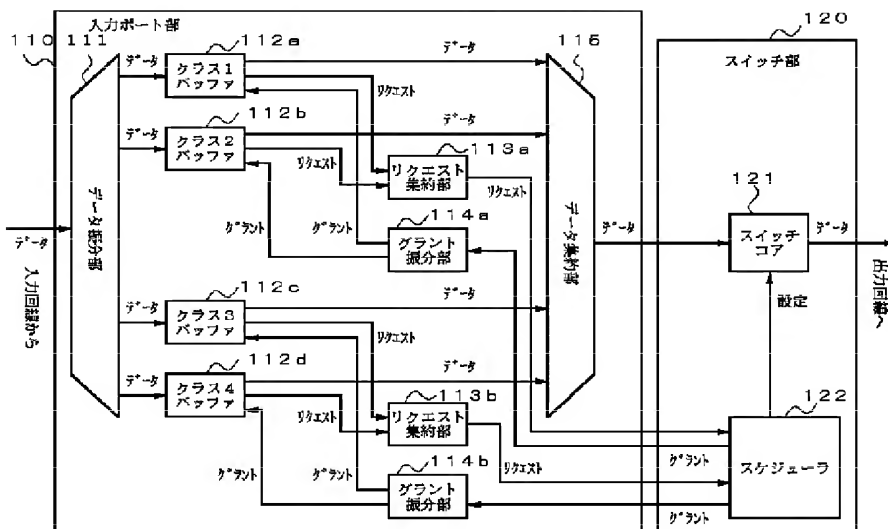 入力ポート部
120
110
111
112a
115
スイッチ部
データ
クラス1
バッファ
データ
リクエスト
112b
データ
クラス2
バッファ
データ
リクエスト
113a
リクエスト
集約部
リクエスト
121
データ振分部
グラント
グラント
114a
グラント
振分部
データ集約部
データ
スイッチ
コア
データ
データ
入力回線から
出力回線へ
112c
データ
クラス3
バッファ
データ
リクエスト
設定
112d
データ
クラス4
バッファ
データ
リクエスト
113b
リクエスト
集約部
122
グラント
グラント
114b
グラント
振分部
リクエスト
グラント
スケジューラ
グラント